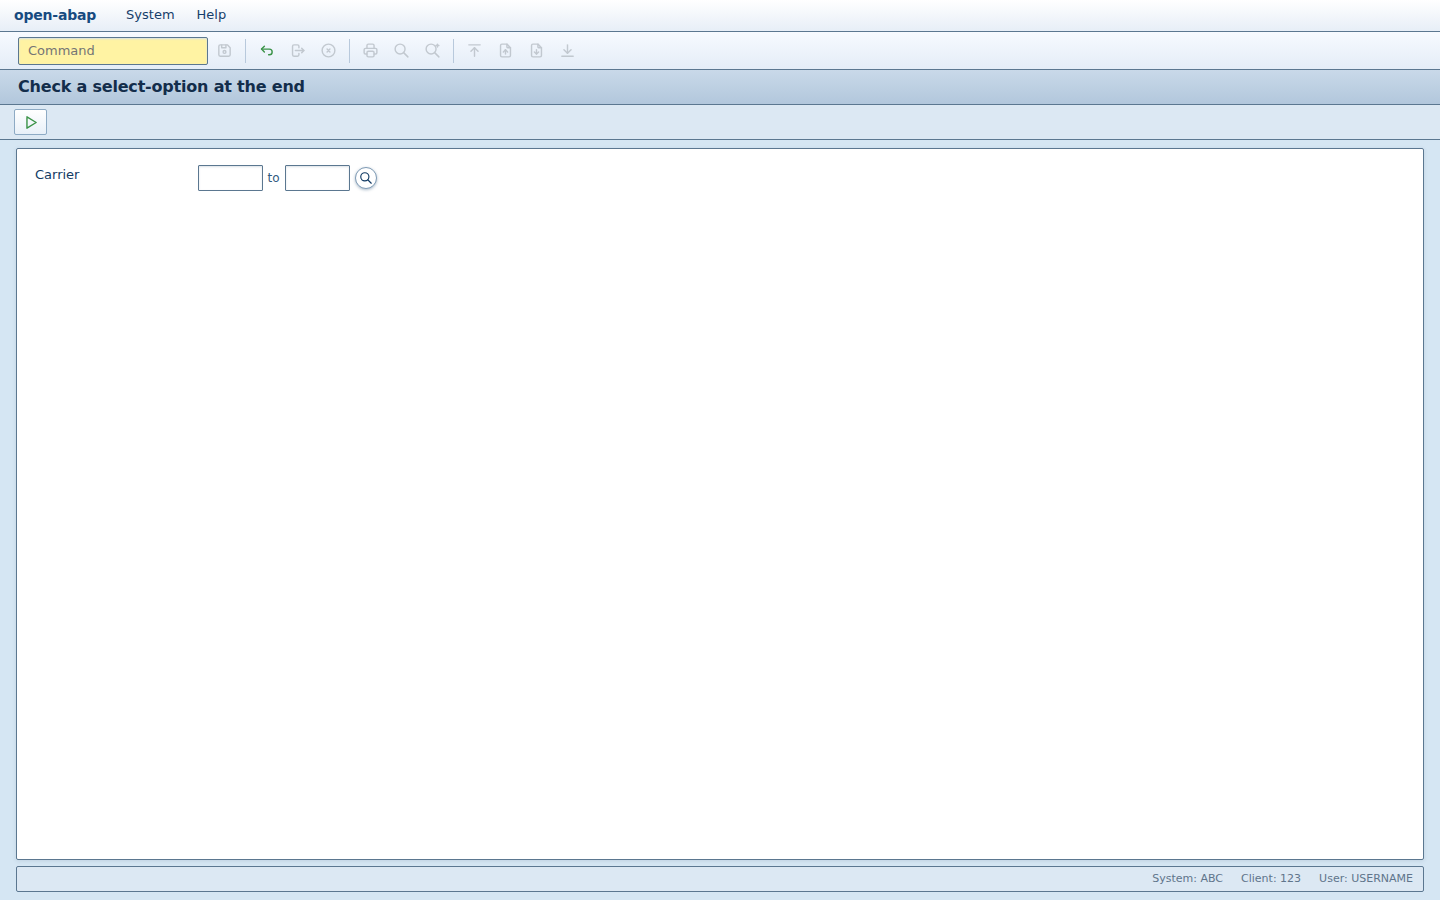 open-abap System Help
Command
Check a select-option at the end
Carrier to
System: ABC Client: 123 User: USERNAME